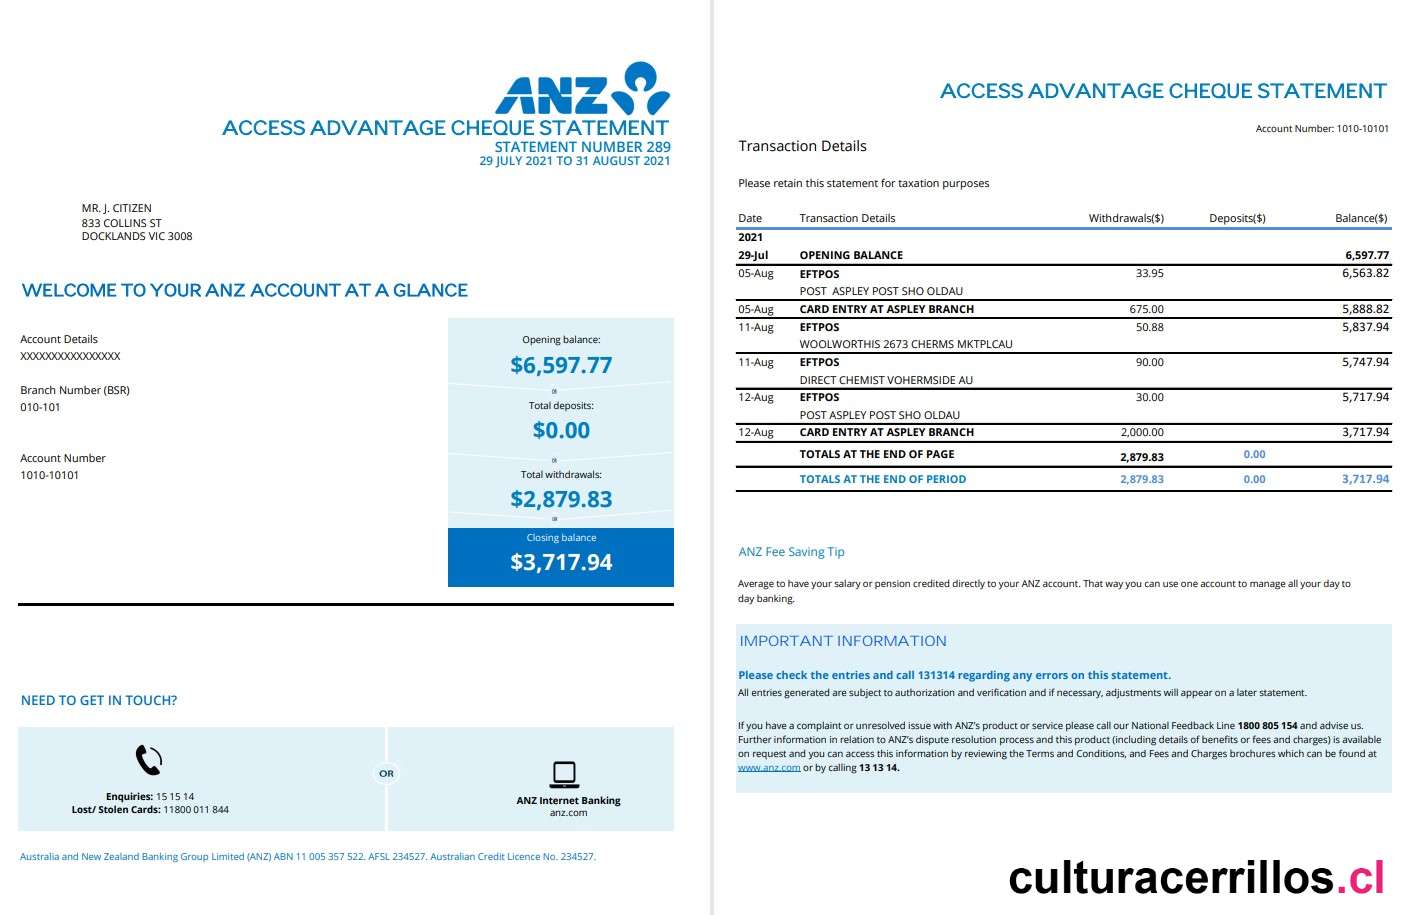 ANZ
ACCESS ADVANTAGE CHEQUE STATEMENT
STATEMENT NUMBER 289
29 JULY 2021 TO 31 AUGUST 2021
MR. J. CITIZEN
833 COLLINS ST
DOCKLANDS VIC 3008
WELCOME TO YOUR ANZ ACCOUNT AT A GLANCE
Account Details
XXXXXXXXXXXXXXXX
Branch Number (BSR)
010-101
Account Number
1010-10101
Opening balance:
$6,597.77
Total deposits:
$0.00
Total withdrawals:
$2,879.83
Closing balance
$3,717.94
NEED TO GET IN TOUCH?
Enquiries: 15 15 14
Lost/ Stolen Cards: 11800 011 844
OR
ANZ Internet Banking
anz.com
Australia and New Zealand Banking Group Limited (ANZ) ABN 11 005 357 522. AFSL 234527. Australian Credit Licence No. 234527.
ACCESS ADVANTAGE CHEQUE STATEMENT
Account Number: 1010-10101
Transaction Details
Please retain this statement for taxation purposes
Date Transaction Details Withdrawals($) Deposits($) Balance($)
2021
29-Jul OPENING BALANCE 6,597.77
05-Aug EFTPOS 33.95 6,563.82
POST ASPLEY POST SHO OLDAU
05-Aug CARD ENTRY AT ASPLEY BRANCH 675.00 5,888.82
11-Aug EFTPOS 50.88 5,837.94
WOOLWORTHIS 2673 CHERMS MKTPLCAU
11-Aug EFTPOS 90.00 5,747.94
DIRECT CHEMIST VOHERMSIDE AU
12-Aug EFTPOS 30.00 5,717.94
POST ASPLEY POST SHO OLDAU
12-Aug CARD ENTRY AT ASPLEY BRANCH 2,000.00 3,717.94
TOTALS AT THE END OF PAGE 2,879.83 0.00
TOTALS AT THE END OF PERIOD 2,879.83 0.00 3,717.94
ANZ Fee Saving Tip
Average to have your salary or pension credited directly to your ANZ account. That way you can use one account to manage all your day to
day banking.
IMPORTANT INFORMATION
Please check the entries and call 131314 regarding any errors on this statement.
All entries generated are subject to authorization and verification and if necessary, adjustments will appear on a later statement.
If you have a complaint or unresolved issue with ANZ's product or service please call our National Feedback Line 1800 805 154 and advise us.
Further information in relation to ANZ's dispute resolution process and this product (including details of benefits or fees and charges) is available
on request and you can access this information by reviewing the Terms and Conditions, and Fees and Charges brochures which can be found at
www.anz.com or by calling 13 13 14.
culturacerrillos.cl